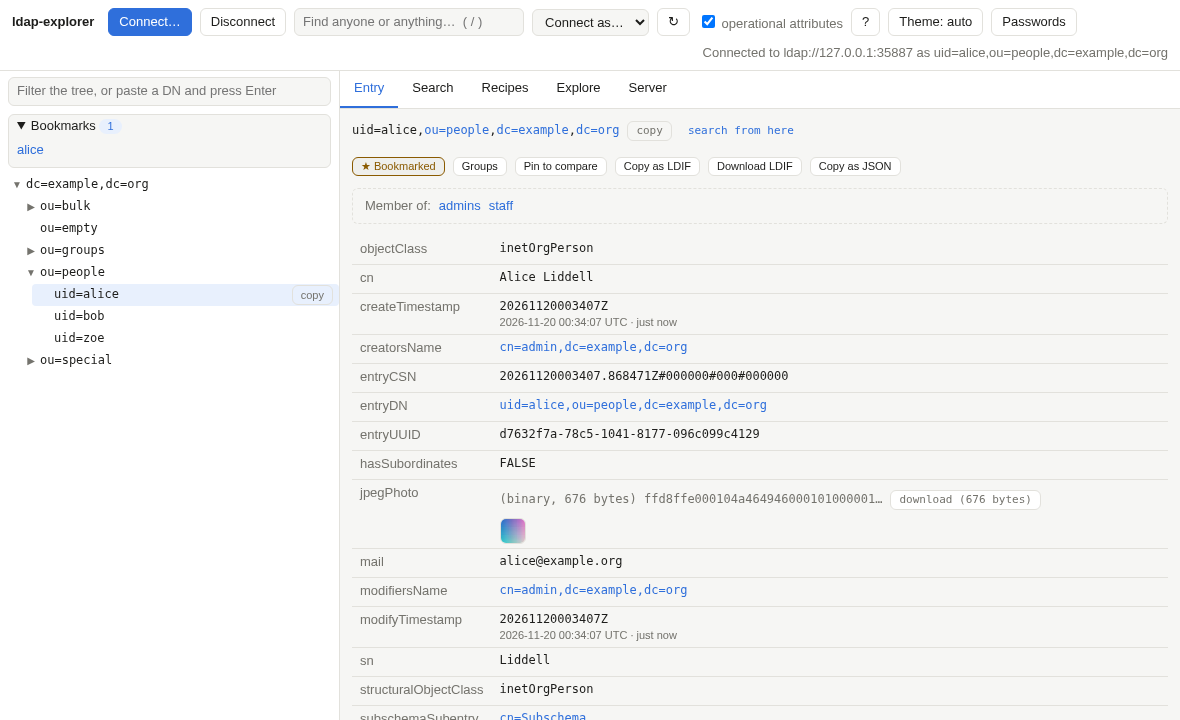 ldap-explorer Connect… Disconnect Find anyone or anything… ( / ) Connect as… ↻ operational attributes ? Theme: auto Passwords
Connected to ldap://127.0.0.1:35887 as uid=alice,ou=people,dc=example,dc=org
Filter the tree, or paste a DN and press Enter
▼ Bookmarks 1
alice
▼ dc=example,dc=org
▶ ou=bulk
ou=empty
▶ ou=groups
▼ ou=people
uid=alice copy
uid=bob
uid=zoe
▶ ou=special
Entry Search Recipes Explore Server
uid=alice,ou=people,dc=example,dc=org copy search from here
★ Bookmarked Groups Pin to compare Copy as LDIF Download LDIF Copy as JSON
Member of: admins staff
objectClass inetOrgPerson
cn Alice Liddell
createTimestamp 20261120003407Z
2026-11-20 00:34:07 UTC · just now
creatorsName cn=admin,dc=example,dc=org
entryCSN 20261120003407.868471Z#000000#000#000000
entryDN uid=alice,ou=people,dc=example,dc=org
entryUUID d7632f7a-78c5-1041-8177-096c099c4129
hasSubordinates FALSE
jpegPhoto (binary, 676 bytes) ffd8ffe000104a464946000101000001… download (676 bytes)
mail alice@example.org
modifiersName cn=admin,dc=example,dc=org
modifyTimestamp 20261120003407Z
2026-11-20 00:34:07 UTC · just now
sn Liddell
structuralObjectClass inetOrgPerson
subschemaSubentry cn=Subschema